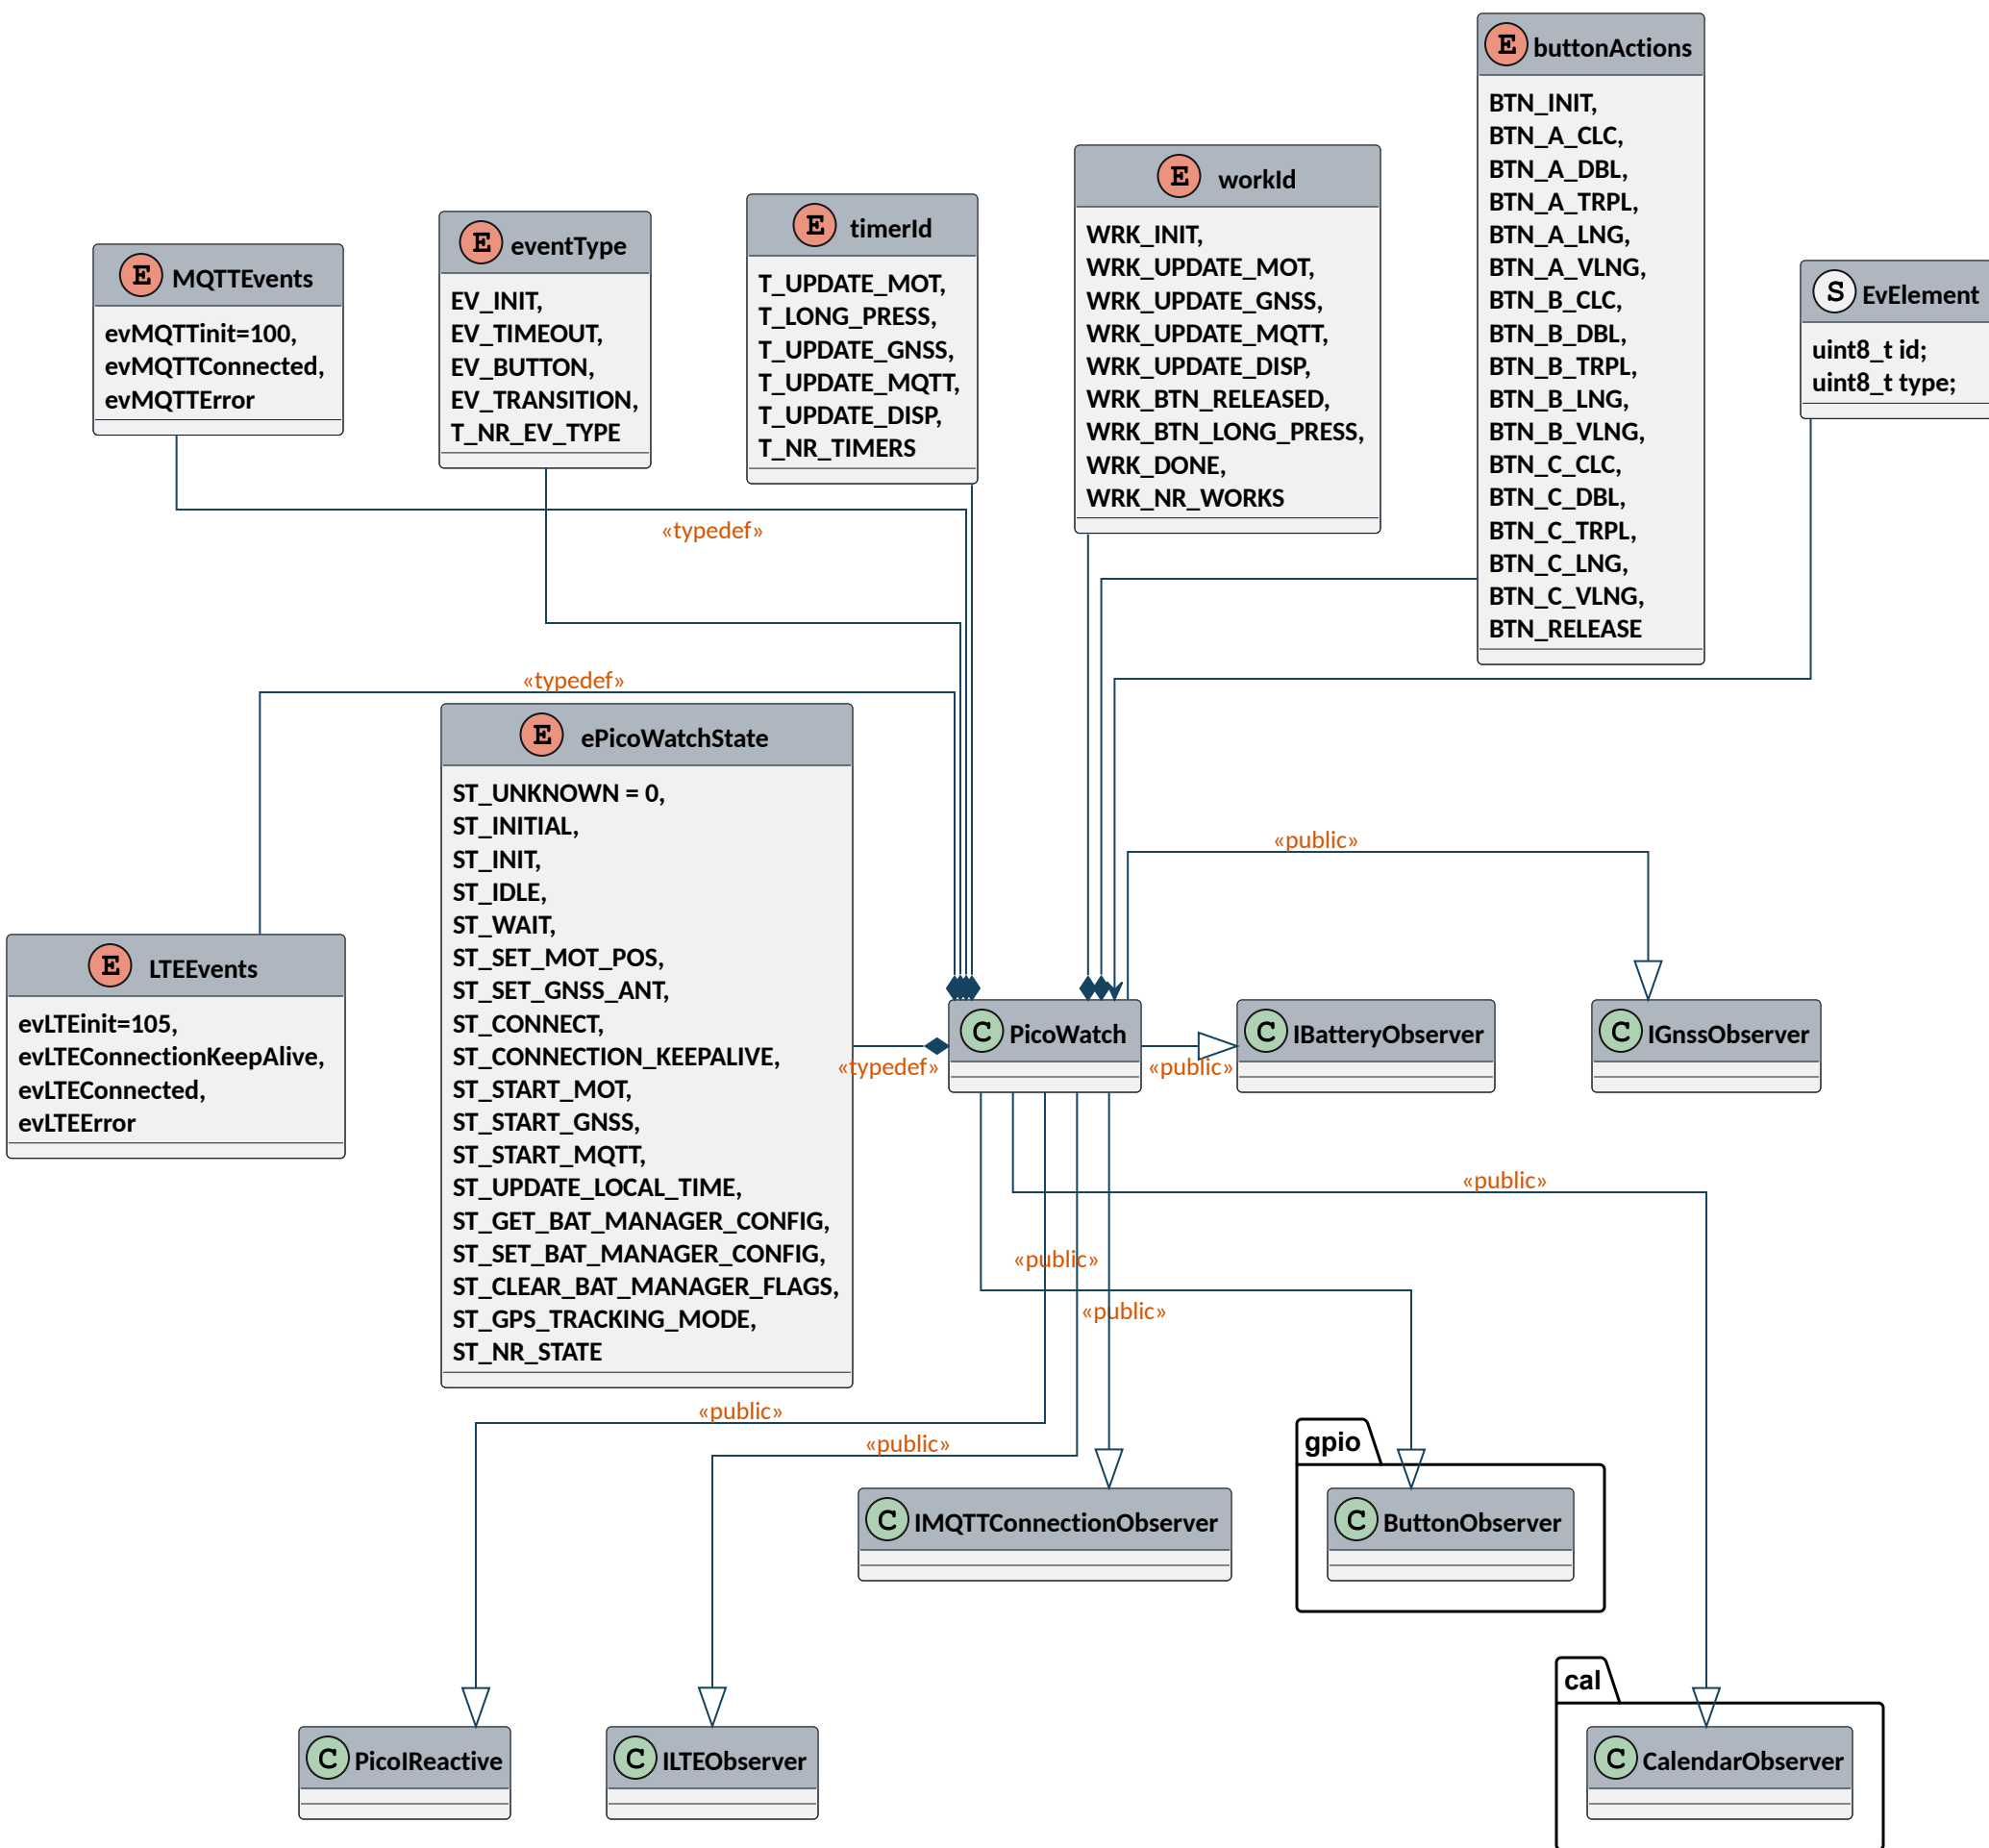 E buttonActions
BTN_INIT,
BTN_A_CLC,
BTN_A_DBL,
BTN_A_TRPL,
BTN_A_LNG,
BTN_A_VLNG,
BTN_B_CLC,
BTN_B_DBL,
BTN_B_TRPL,
BTN_B_LNG,
BTN_B_VLNG,
BTN_C_CLC,
BTN_C_DBL,
BTN_C_TRPL,
BTN_C_LNG,
BTN_C_VLNG,
BTN_RELEASE
E workId
WRK_INIT,
WRK_UPDATE_MOT,
WRK_UPDATE_GNSS,
WRK_UPDATE_MQTT,
WRK_UPDATE_DISP,
WRK_BTN_RELEASED,
WRK_BTN_LONG_PRESS,
WRK_DONE,
WRK_NR_WORKS
E timerId
T_UPDATE_MOT,
T_LONG_PRESS,
T_UPDATE_GNSS,
T_UPDATE_MQTT,
T_UPDATE_DISP,
T_NR_TIMERS
E eventType
EV_INIT,
EV_TIMEOUT,
EV_BUTTON,
EV_TRANSITION,
T_NR_EV_TYPE
E MQTTEvents
evMQTTinit=100,
evMQTTConnected,
evMQTTError
S EvElement
uint8_t id;
uint8_t type;
«typedef»
«typedef»
E ePicoWatchState
ST_UNKNOWN = 0,
ST_INITIAL,
ST_INIT,
ST_IDLE,
ST_WAIT,
ST_SET_MOT_POS,
ST_SET_GNSS_ANT,
ST_CONNECT,
ST_CONNECTION_KEEPALIVE,
ST_START_MOT,
ST_START_GNSS,
ST_START_MQTT,
ST_UPDATE_LOCAL_TIME,
ST_GET_BAT_MANAGER_CONFIG,
ST_SET_BAT_MANAGER_CONFIG,
ST_CLEAR_BAT_MANAGER_FLAGS,
ST_GPS_TRACKING_MODE,
ST_NR_STATE
«public»
E LTEEvents
evLTEinit=105,
evLTEConnectionKeepAlive,
evLTEConnected,
evLTEError
«typedef»
C PicoWatch
«public»
C IBatteryObserver
C IGnssObserver
«public»
«public»
«public»
«public»
«public»
gpio
C IMQTTConnectionObserver
C ButtonObserver
cal
C PicoIReactive
C ILTEObserver
C CalendarObserver